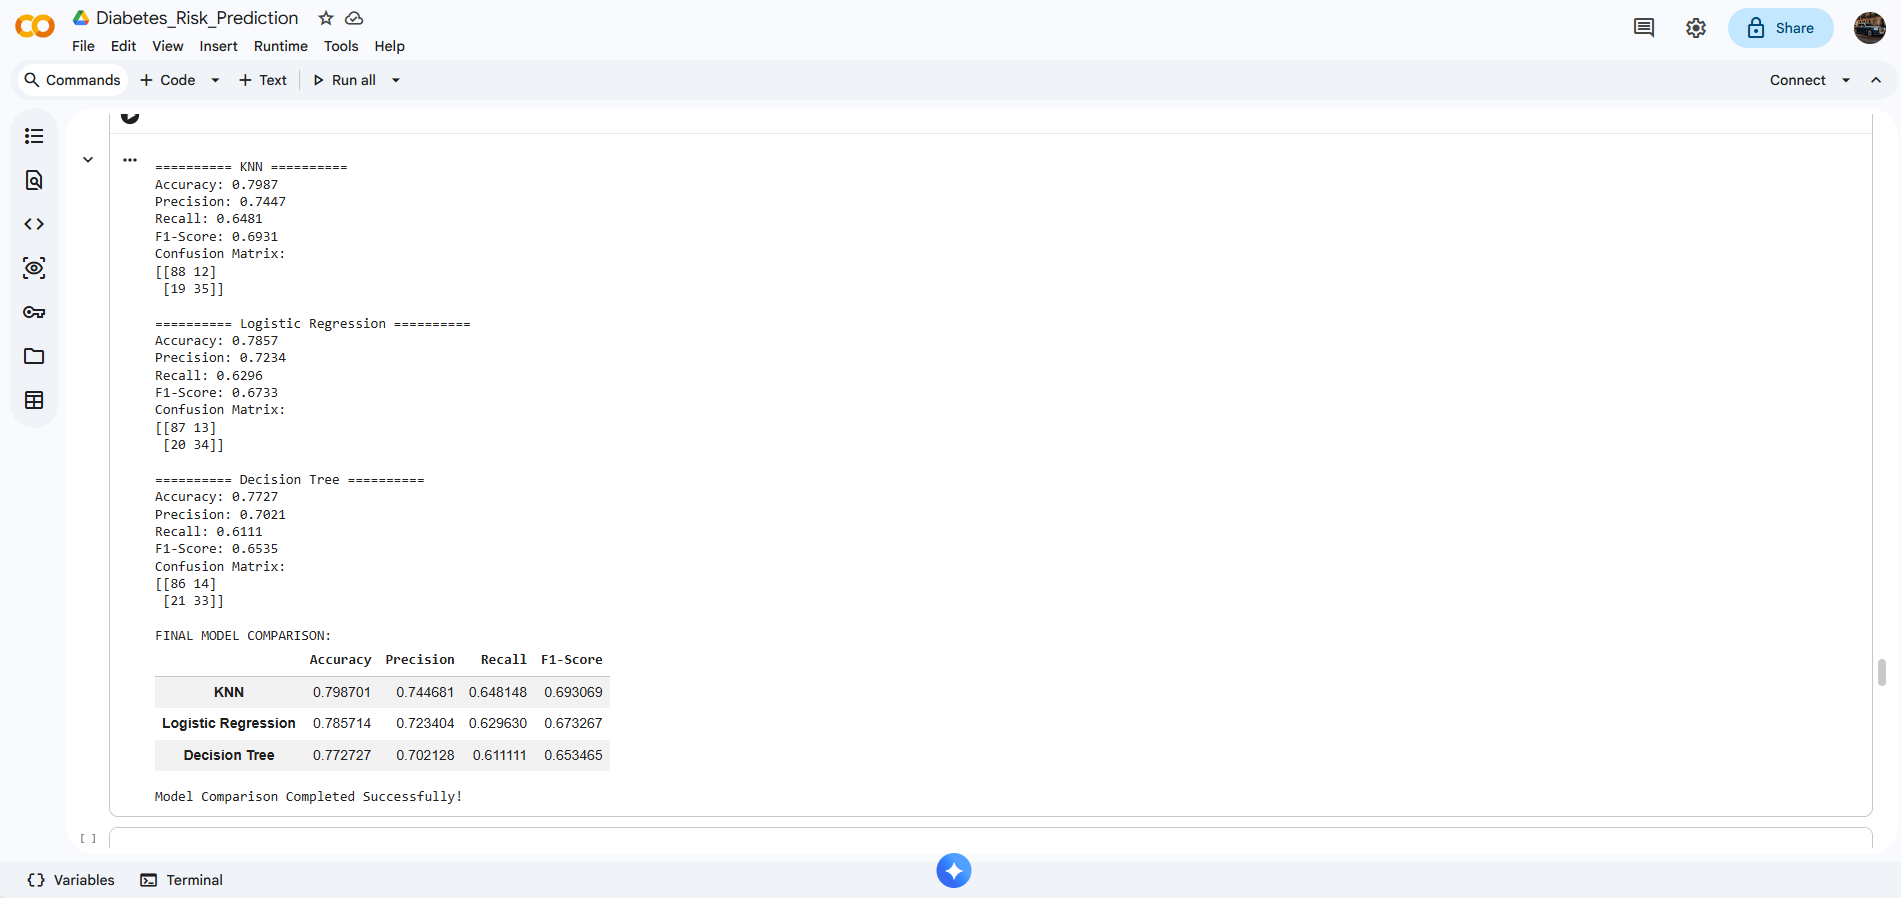 Diabetes_Risk_Prediction
File Edit View Insert Runtime Tools Help
Share
Commands + Code + Text Run all
Connect
========== KNN ==========
Accuracy: 0.7987
Precision: 0.7447
Recall: 0.6481
F1-Score: 0.6931
Confusion Matrix:
[[88 12]
[19 35]]
========== Logistic Regression ==========
Accuracy: 0.7857
Precision: 0.7234
Recall: 0.6296
F1-Score: 0.6733
Confusion Matrix:
[[87 13]
[20 34]]
========== Decision Tree ==========
Accuracy: 0.7727
Precision: 0.7021
Recall: 0.6111
F1-Score: 0.6535
Confusion Matrix:
[[86 14]
[21 33]]
FINAL MODEL COMPARISON:
Accuracy Precision Recall F1-Score
KNN 0.798701 0.744681 0.648148 0.693069
Logistic Regression 0.785714 0.723404 0.629630 0.673267
Decision Tree 0.772727 0.702128 0.611111 0.653465
Model Comparison Completed Successfully!
[ ]
{} Variables Terminal